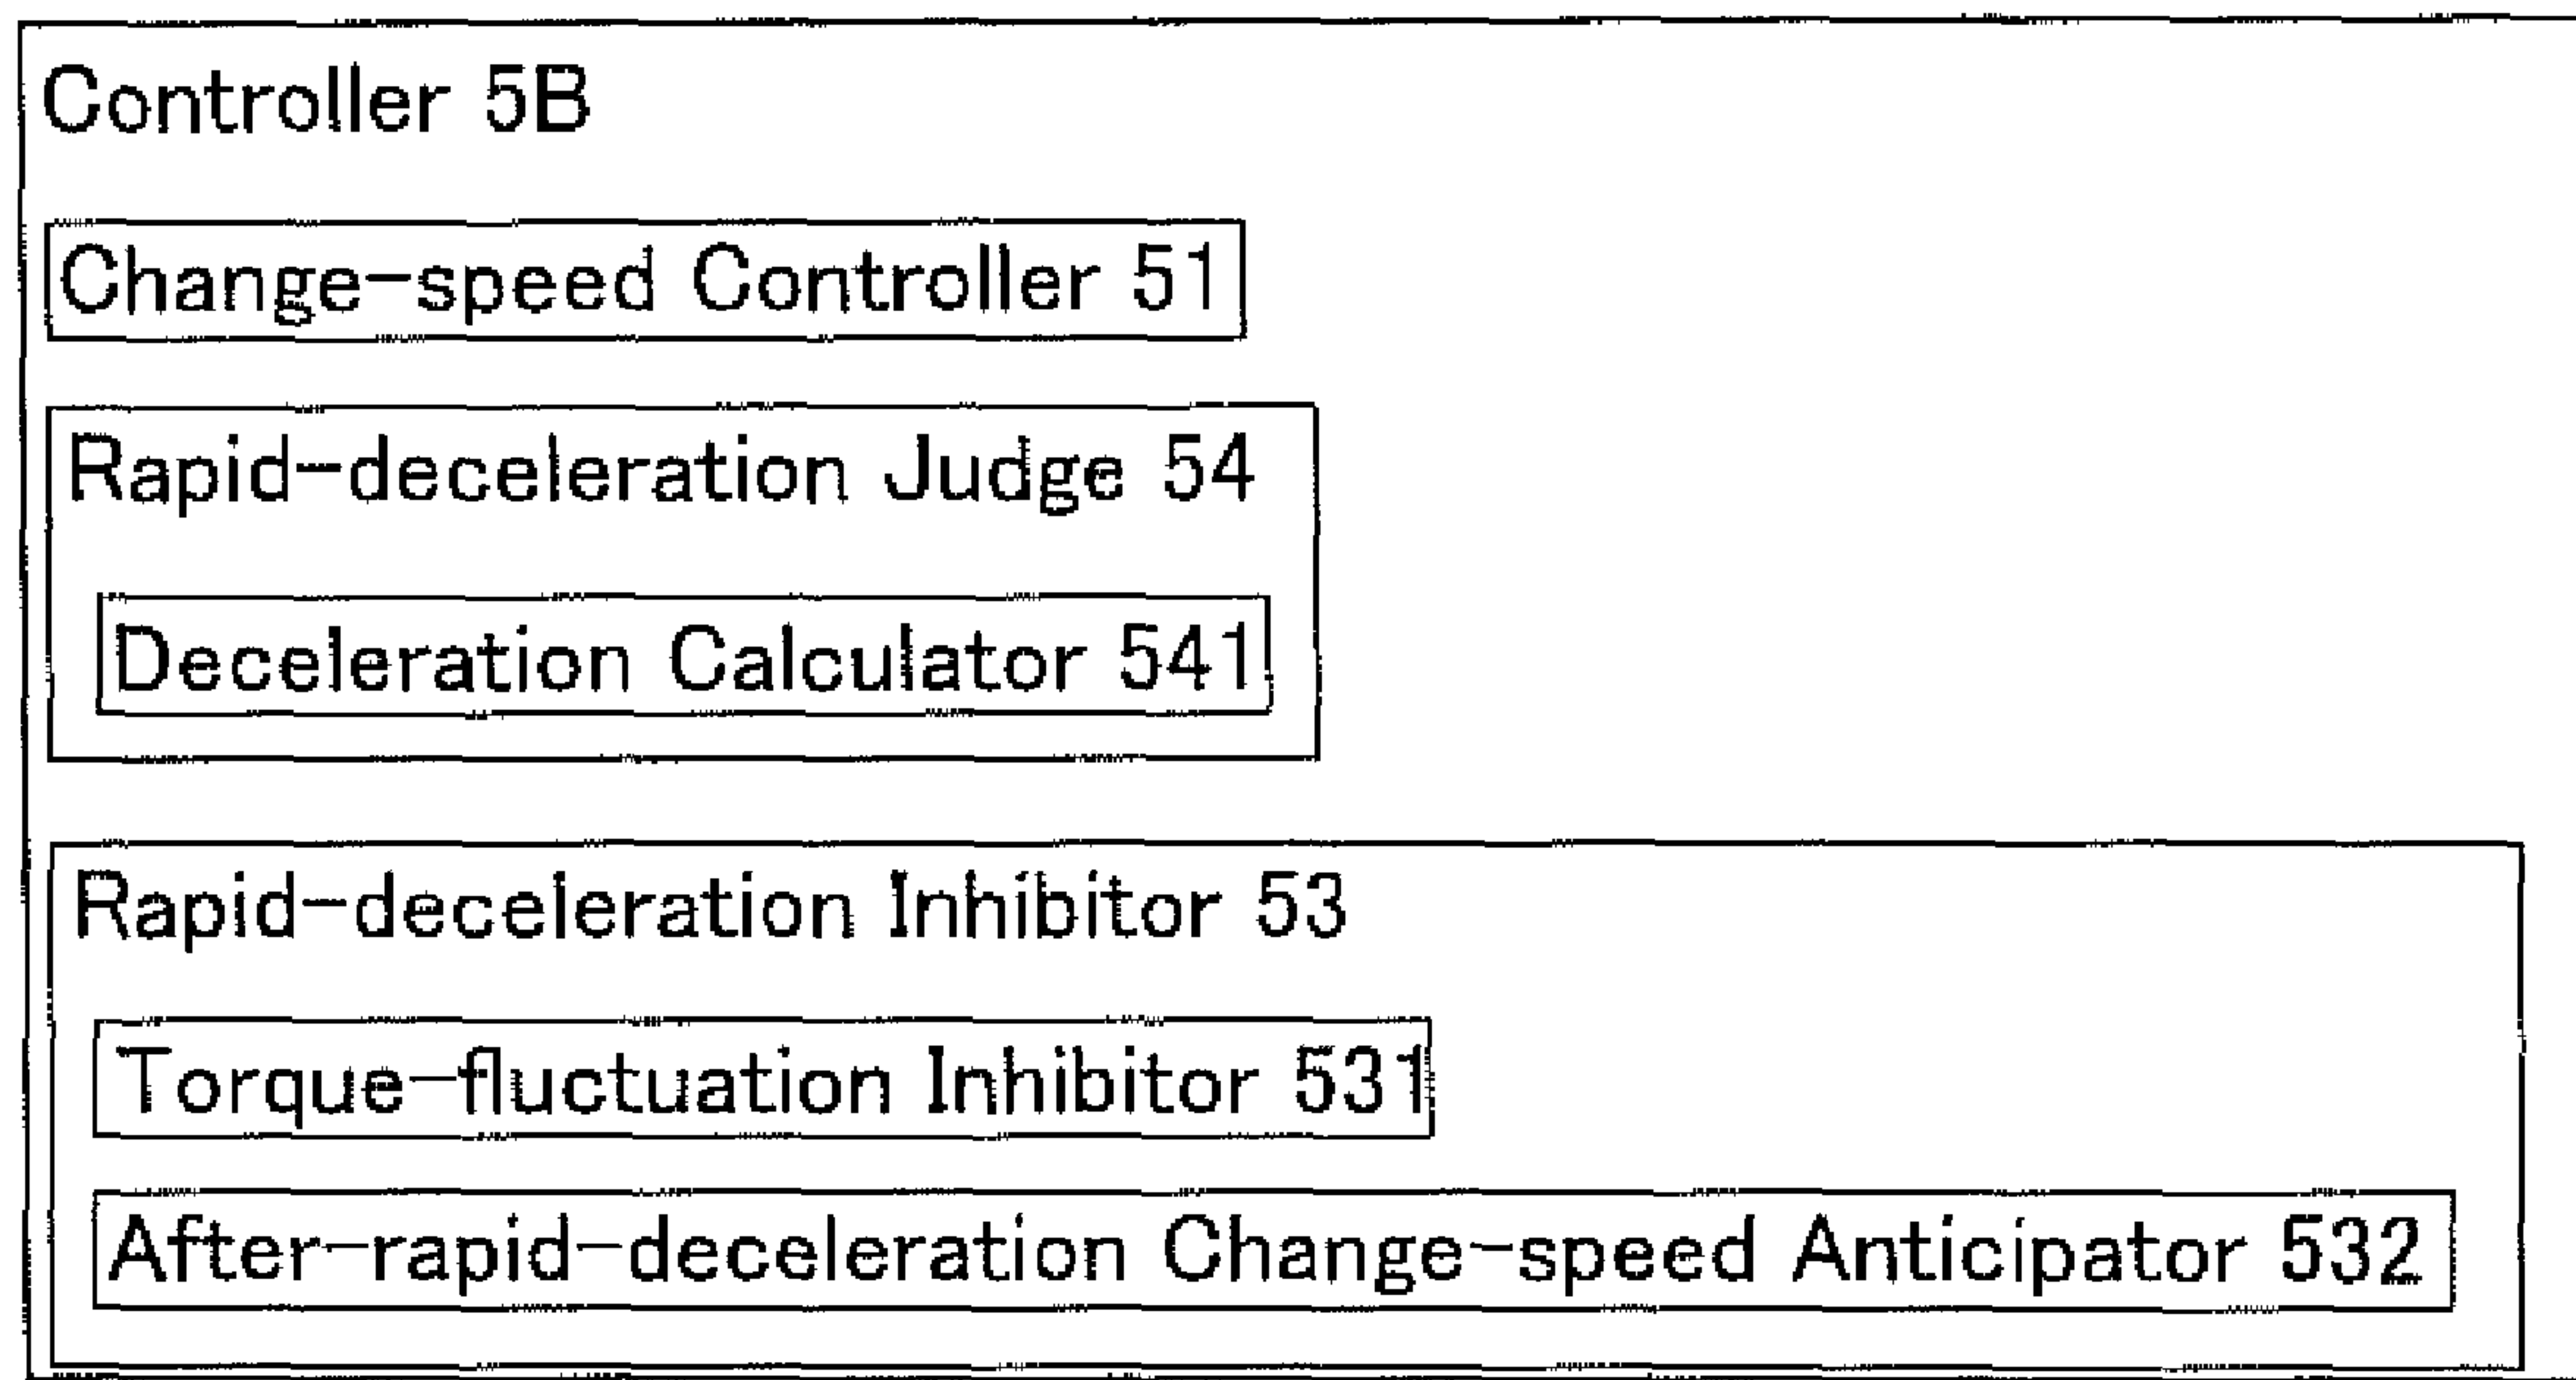 Controller 5B
Change-speed Controller 51
Rapid-deceleration Judge 54
Deceleration Calculator 541
Rapid-deceleration Inhibitor 53
Torque-fluctuation Inhibitor 531
After-rapid-deceleration Change-speed Anticipator 532